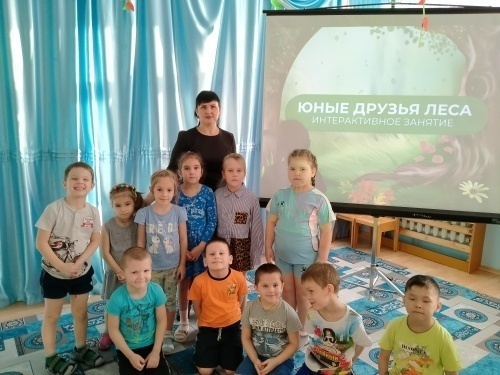 ЮНЫЕ ДРУЗЬЯ ЛЕСА
ИНТЕРАКТИВНОЕ ЗАНЯТИЕ